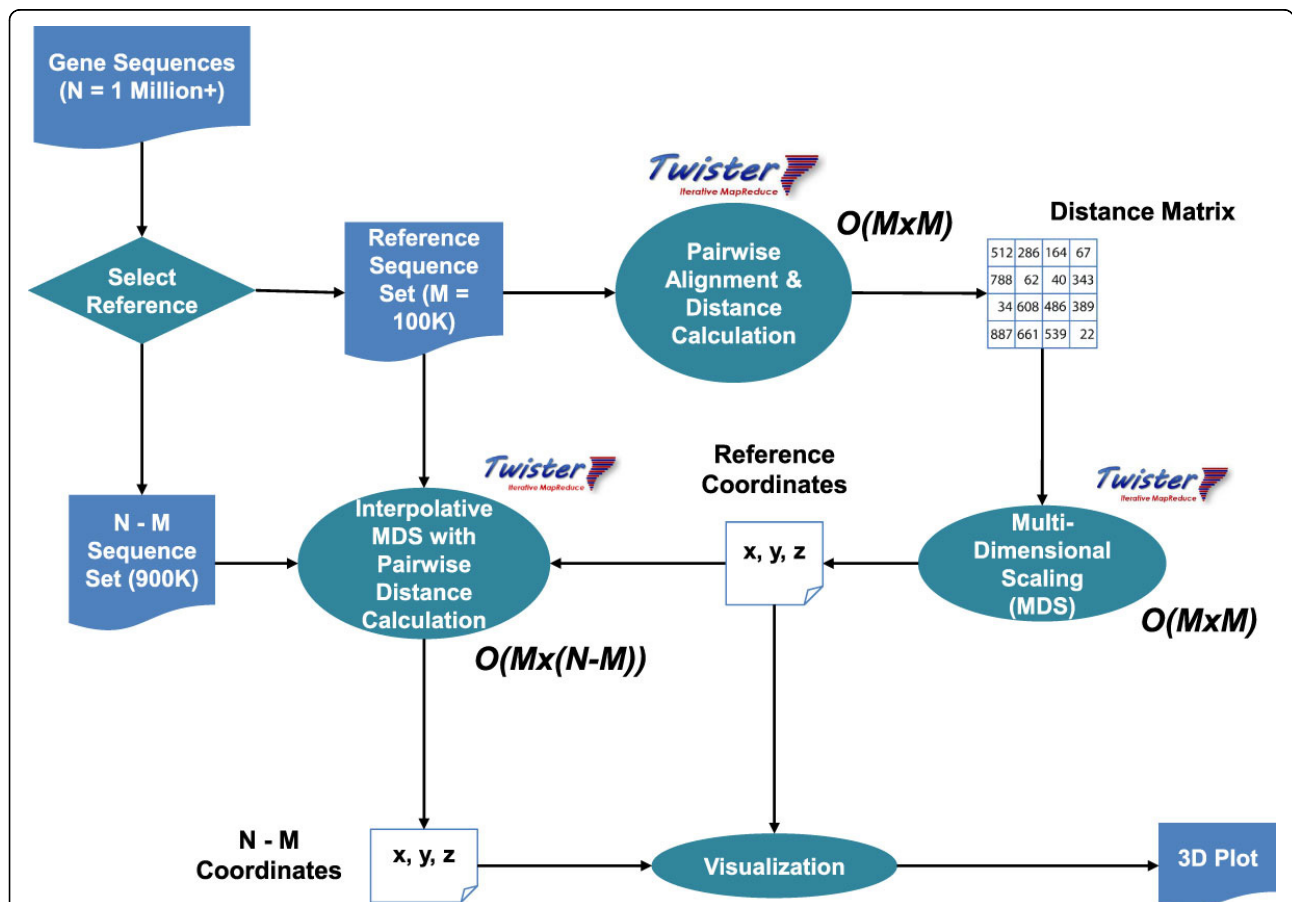 Gene Sequences
(N = 1 Million+)
Select
Reference
Reference
Sequence
Set (M =
100K)
Twister
Iterative MapReduce
Pairwise
Alignment &
Distance
Calculation
O(MxM)
Distance Matrix
512 286 164 67
788 62 40 343
34 608 486 389
887 661 539 22
N - M
Sequence
Set (900K)
Twister
Iterative MapReduce
Interpolative
MDS with
Pairwise
Distance
Calculation
O(Mx(N-M))
Reference
Coordinates
x, y, z
Twister
Iterative MapReduce
Multi-
Dimensional
Scaling
(MDS)
O(MxM)
N - M
Coordinates
x, y, z
Visualization
3D Plot